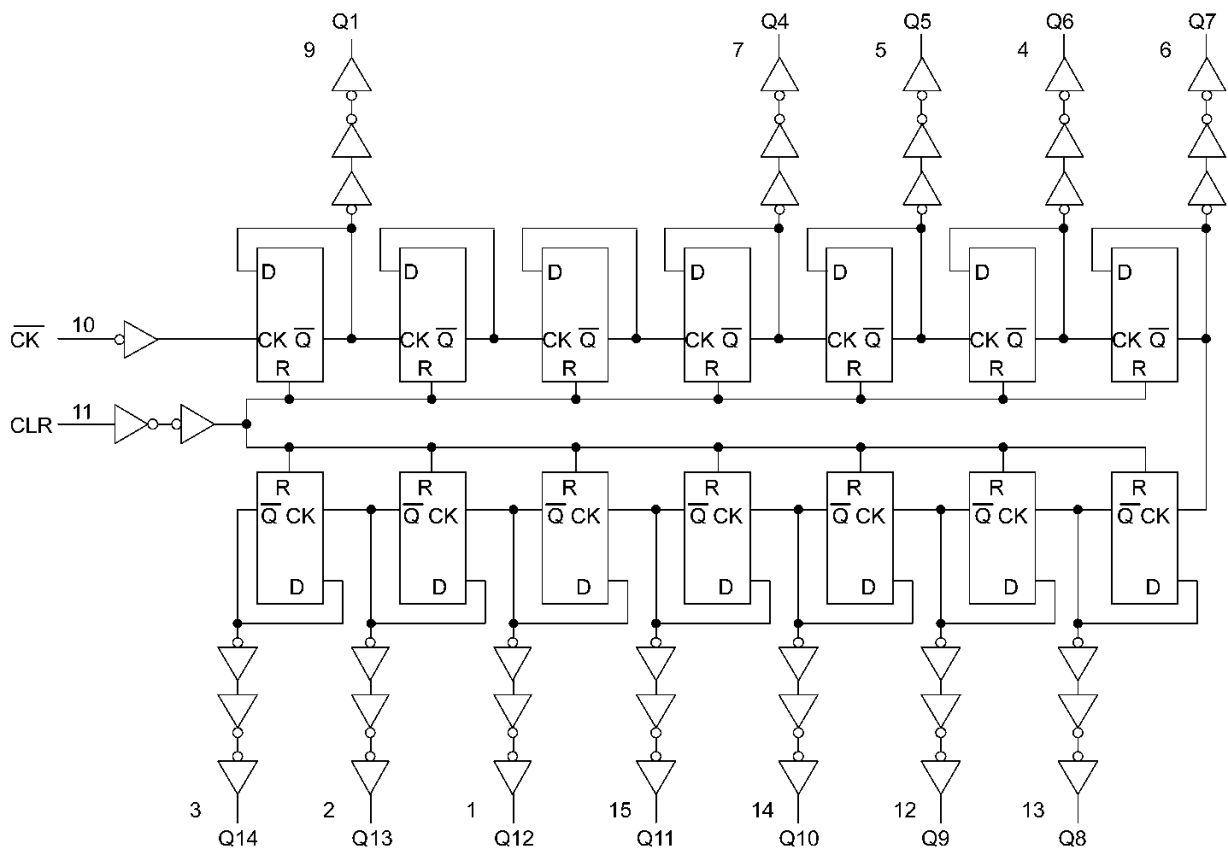 Q1 Q4 Q5 Q6 Q7
9 7 5 4 6
D D D D D D D
C̅K̅ 10 CK Q̅ CK Q̅ CK Q̅ CK Q̅ CK Q̅ CK Q̅ CK Q̅
R R R R R R R
CLR 11
R R R R R R R
Q̅ CK Q̅ CK Q̅ CK Q̅ CK Q̅ CK Q̅ CK Q̅ CK
D D D D D D D
3 2 1 15 14 12 13
Q14 Q13 Q12 Q11 Q10 Q9 Q8